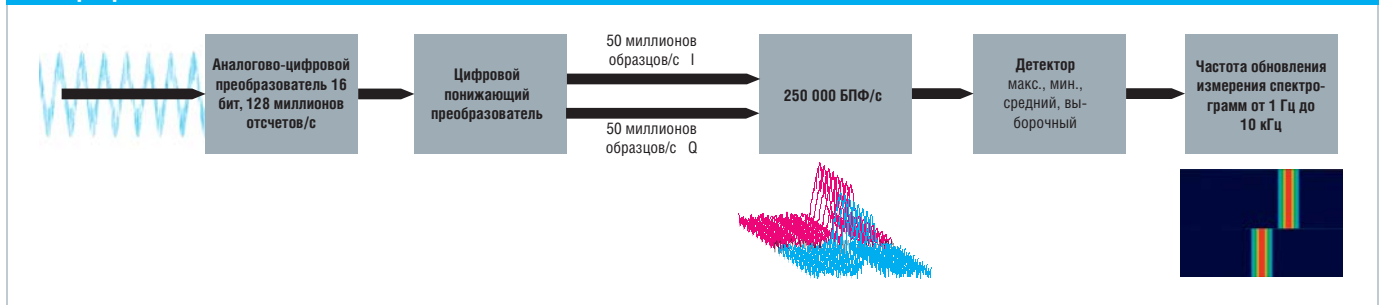 Аналогово-цифровой
преобразователь 16
бит, 128 миллионов
отсчетов/с
Цифровой
понижающий
преобразователь
50 миллионов
образцов/с I
50 миллионов
образцов/с Q
250 000 БПФ/с
Детектор
макс., мин.,
средний, вы-
борочный
Частота обновления
измерения спектро-
грамм от 1 Гц до
10 кГц